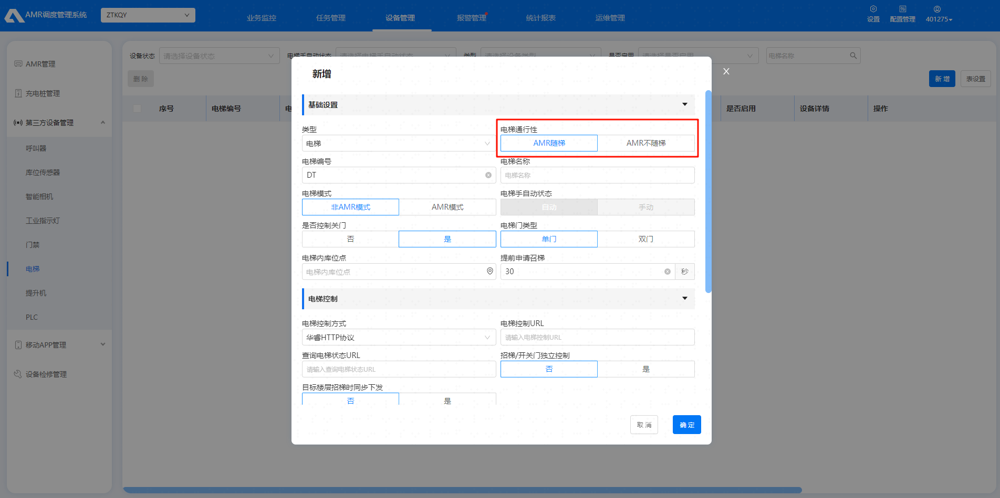 AMR调度管理系统
ZTKQY
业务监控
任务管理
设备管理
报警管理
统计报表
运维管理
设置
配置管理
401275
AMR管理
充电桩管理
第三方设备管理
呼叫器
库位传感器
智能相机
工业指示灯
门禁
电梯
提升机
PLC
移动APP管理
设备检修管理
设备状态
请选择设备状态
电梯手自动状态
请选择电梯手自动状态
类型
请选择设备类型
是否启用
请选择是否启用
电梯名称
删 除
新 增
表设置
序号
电梯编号
电
是否启用
设备详情
操作
新增
X
基础设置
类型
电梯
电梯通行性
AMR随梯
AMR不随梯
电梯编号
DT
电梯名称
电梯名称
电梯模式
非AMR模式
AMR模式
电梯手自动状态
自动
手动
是否控制关门
否
是
电梯门类型
单门
双门
电梯内库位点
电梯内库位点
提前申请召梯
30
秒
电梯控制
电梯控制方式
华睿HTTP协议
电梯控制URL
请输入电梯控制URL
查询电梯状态URL
请输入查询电梯状态URL
招梯/开关门独立控制
否
是
目标楼层招梯时同步下发
否
是
取 消
确 定